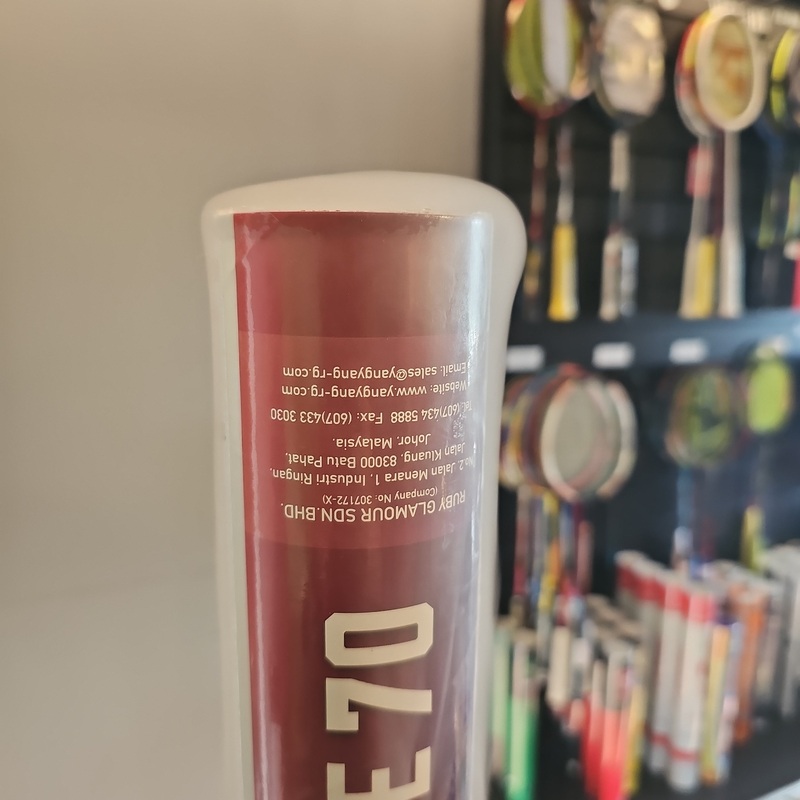 RUBY GLAMOUR SDN.BHD.
(Company No: 307172-X)
No.2, Jalan Menara 1, Industri Ringan,
Jalan Kluang, 83000 Batu Pahat,
Johor, Malaysia.
Tel: (607)434 5888 Fax: (607)433 3030
Website: www.yangyang-rg.com
Email: sales@yangyang-rg.com
E 70